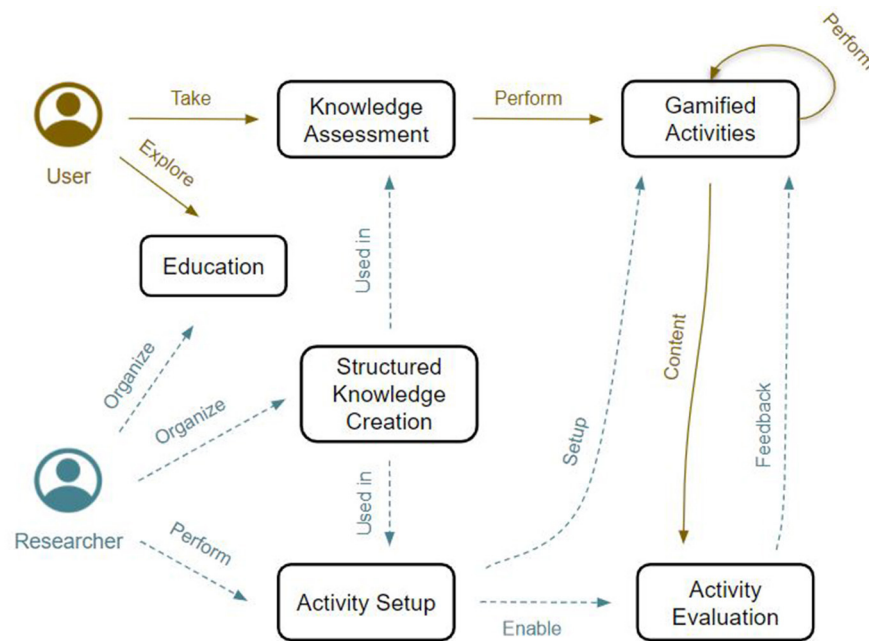 Perform
Take
Knowledge
Assessment
Perform
Gamified
Activities
User
Explore
Education
Used in
Organize
Structured
Knowledge
Creation
Organize
Content
Setup
Feedback
Used in
Researcher
Perform
Activity Setup
Enable
Activity
Evaluation